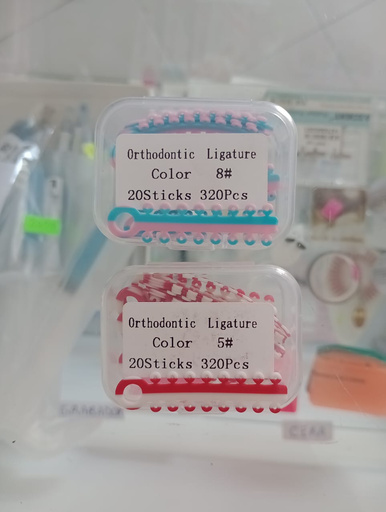 Orthodontic Ligature
Color 8#
20Sticks 320Pcs
Orthodontic Ligature
Color 5#
20Sticks 320Pcs